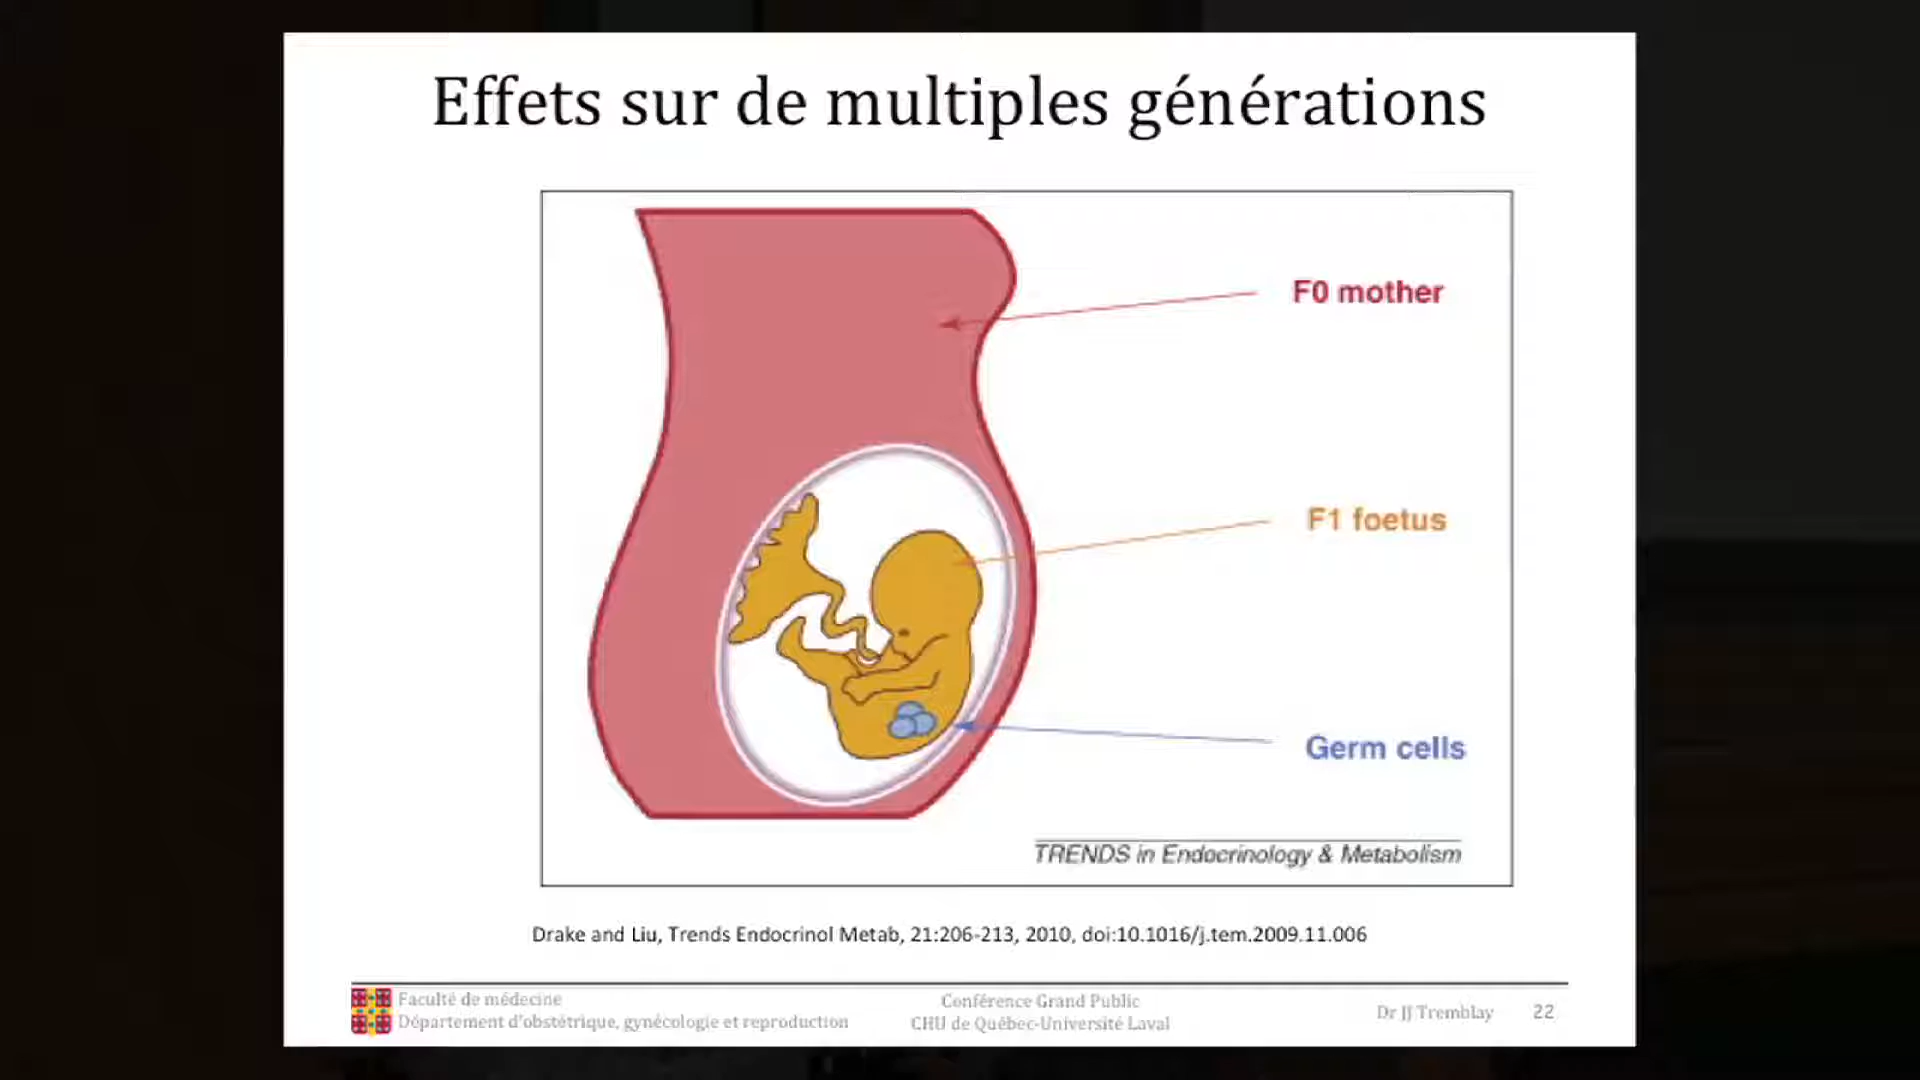 Effets sur de multiples générations
F0 mother
F1 foetus
Germ cells
TRENDS in Endocrinology & Metabolism
Drake and Liu, Trends Endocrinol Metab, 21:206-213, 2010, doi:10.1016/j.tem.2009.11.006
Faculté de médecine
Département d'obstétrique, gynécologie et reproduction
Conférence Grand Public
CHU de Québec-Université Laval
Dr JJ Tremblay
22